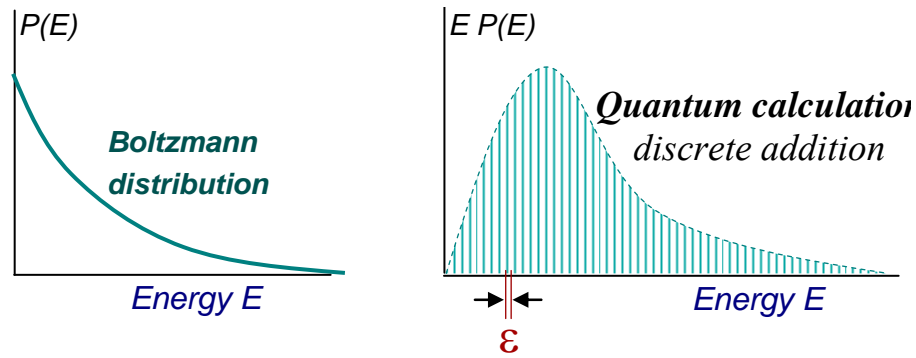 P(E)
Boltzmann
distribution
Energy E
E P(E)
Quantum calculation
discrete addition
Energy E
ε